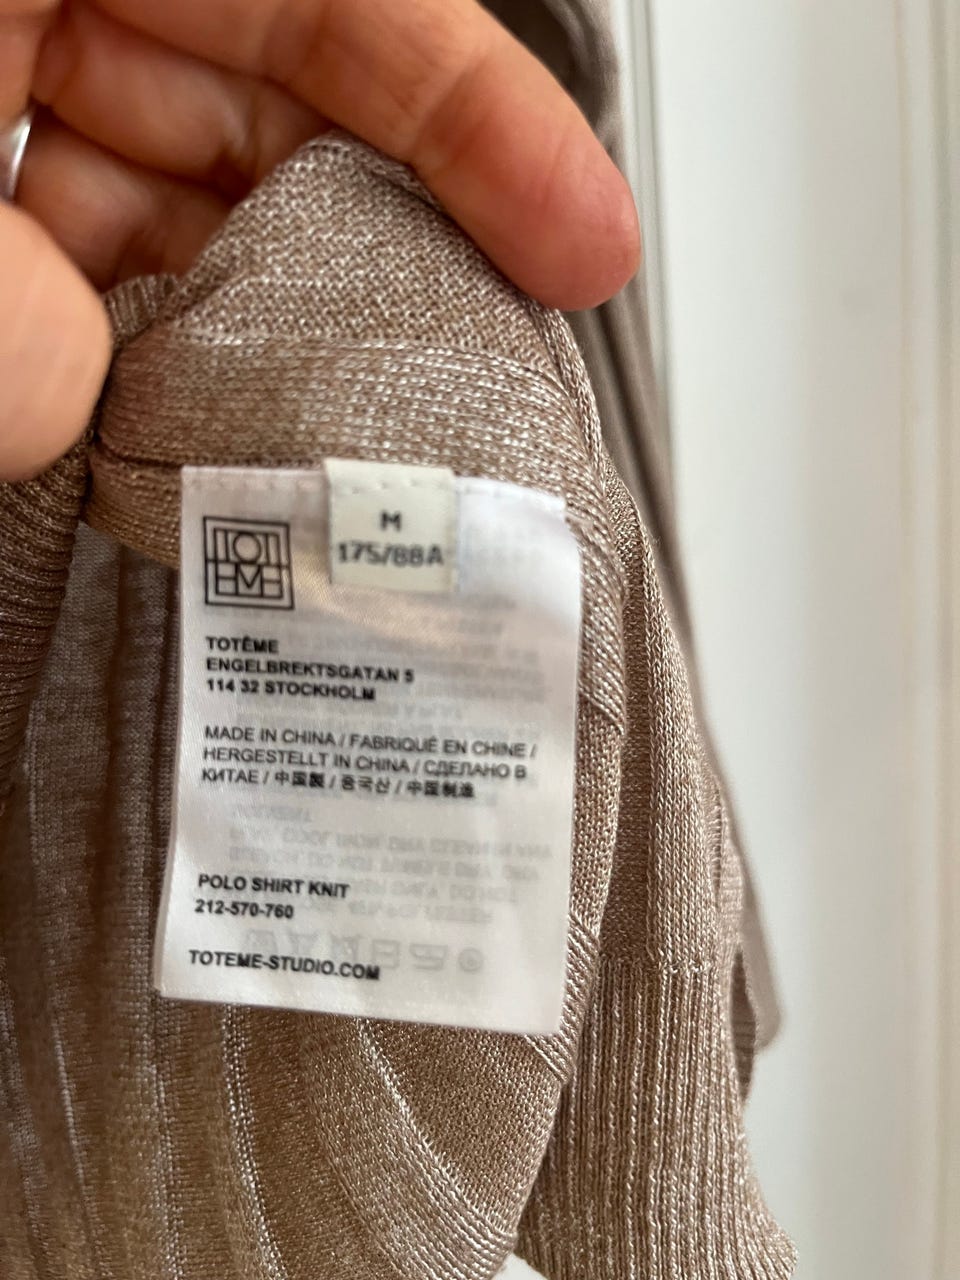 M
175/88A
TOTEME
TOTÊME
ENGELBREKTSGATAN 5
114 32 STOCKHOLM
MADE IN CHINA / FABRIQUÉ EN CHINE /
HERGESTELLT IN CHINA / СДЕЛАНО В
КИТАЕ / 中国製 / 중국산 / 中国制造
POLO SHIRT KNIT
212-570-760
TOTEME-STUDIO.COM